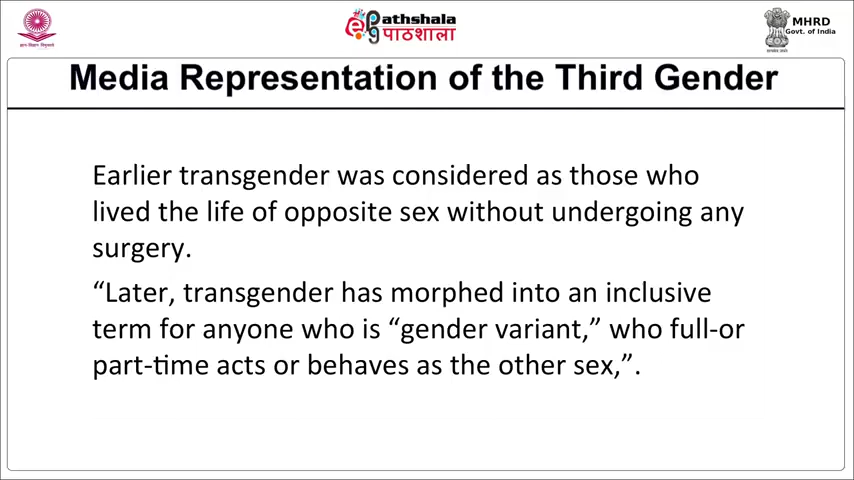 ePG Pathshala
पाठशाला
MHRD
Govt. of India
Media Representation of the Third Gender
Earlier transgender was considered as those who
lived the life of opposite sex without undergoing any
surgery.
“Later, transgender has morphed into an inclusive
term for anyone who is “gender variant,” who full-or
part-time acts or behaves as the other sex,”.